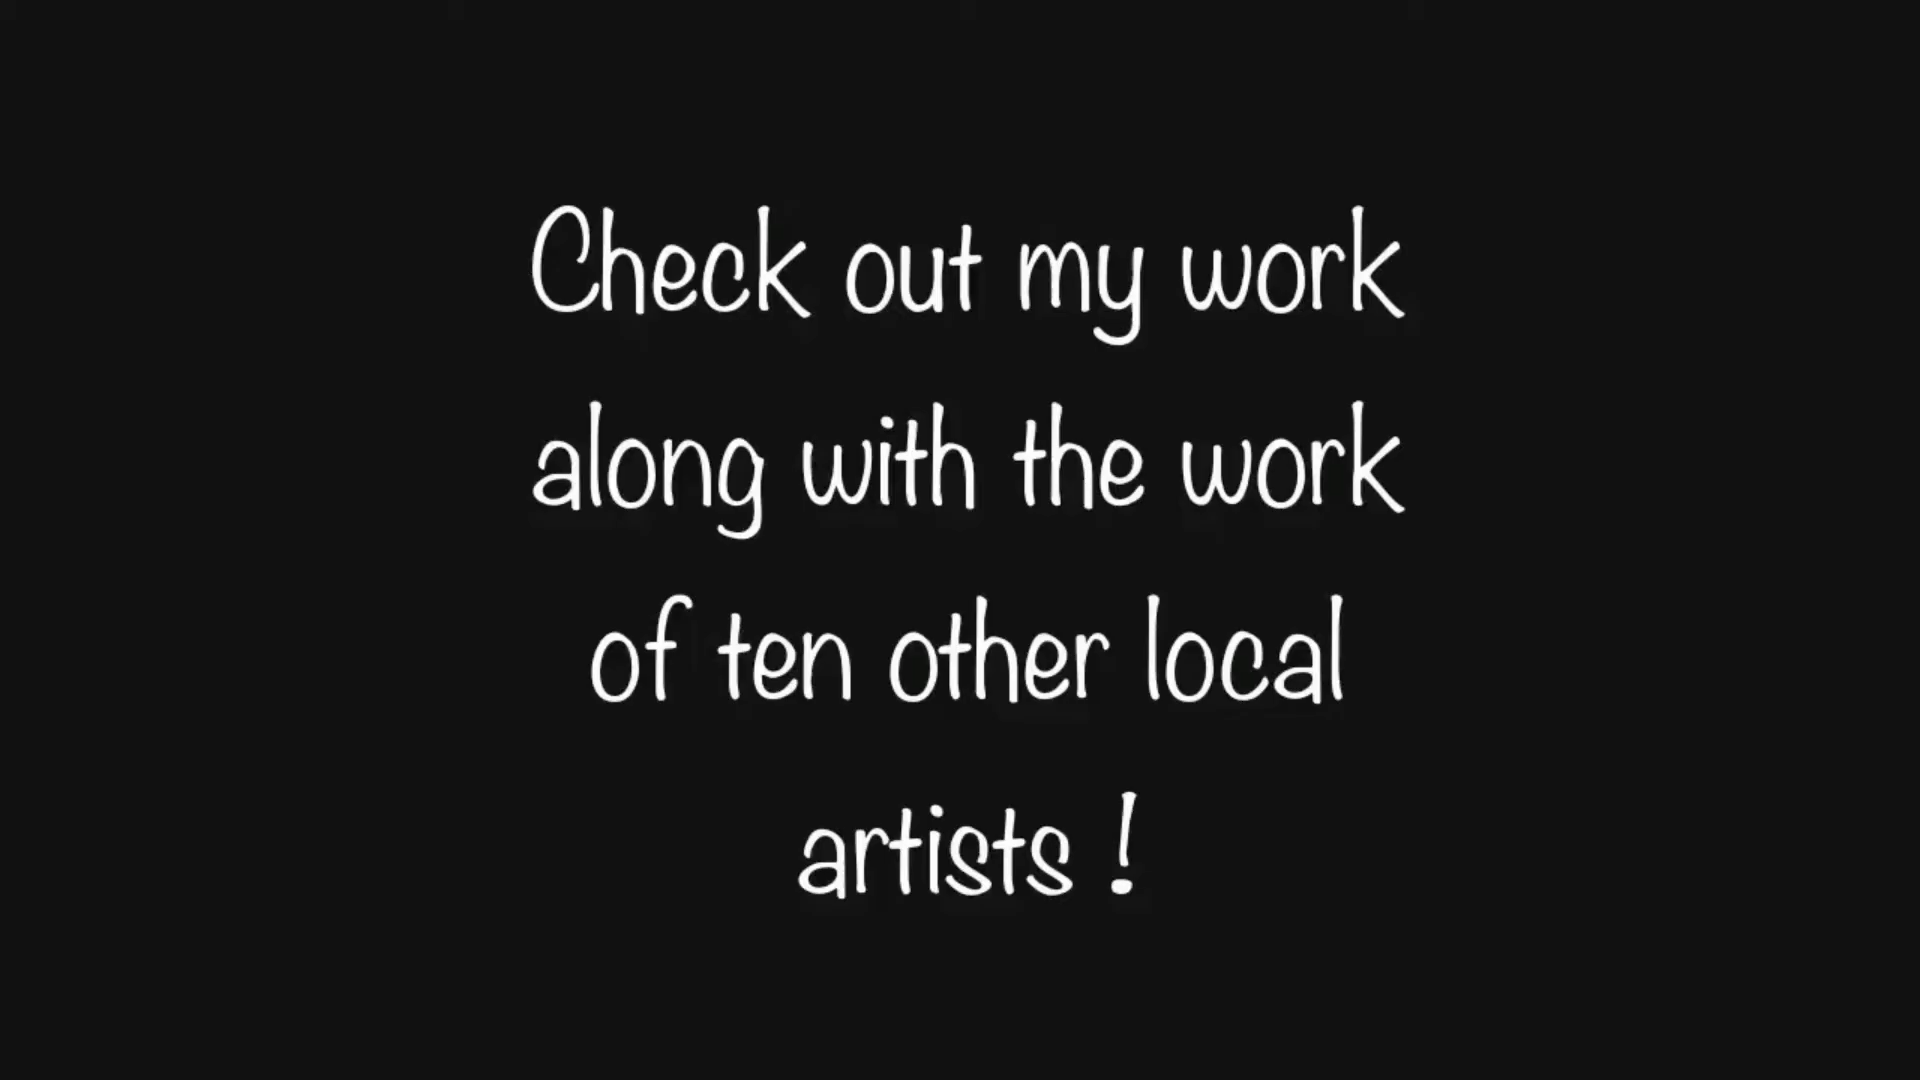 Check out my work
along with the work
of ten other local
artists !